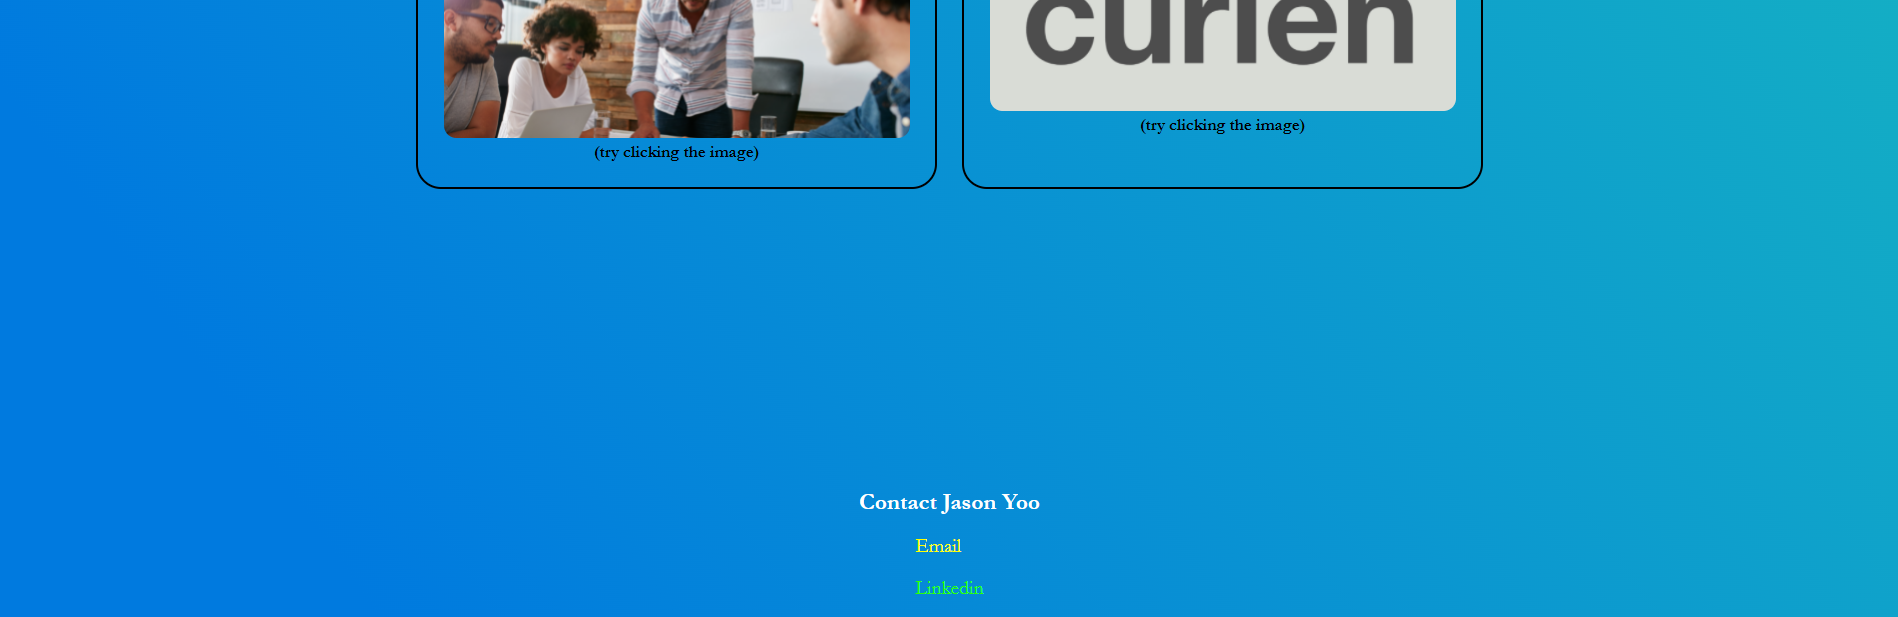 curien
(try clicking the image)
(try clicking the image)
Contact Jason Yoo
Email
Linkedin